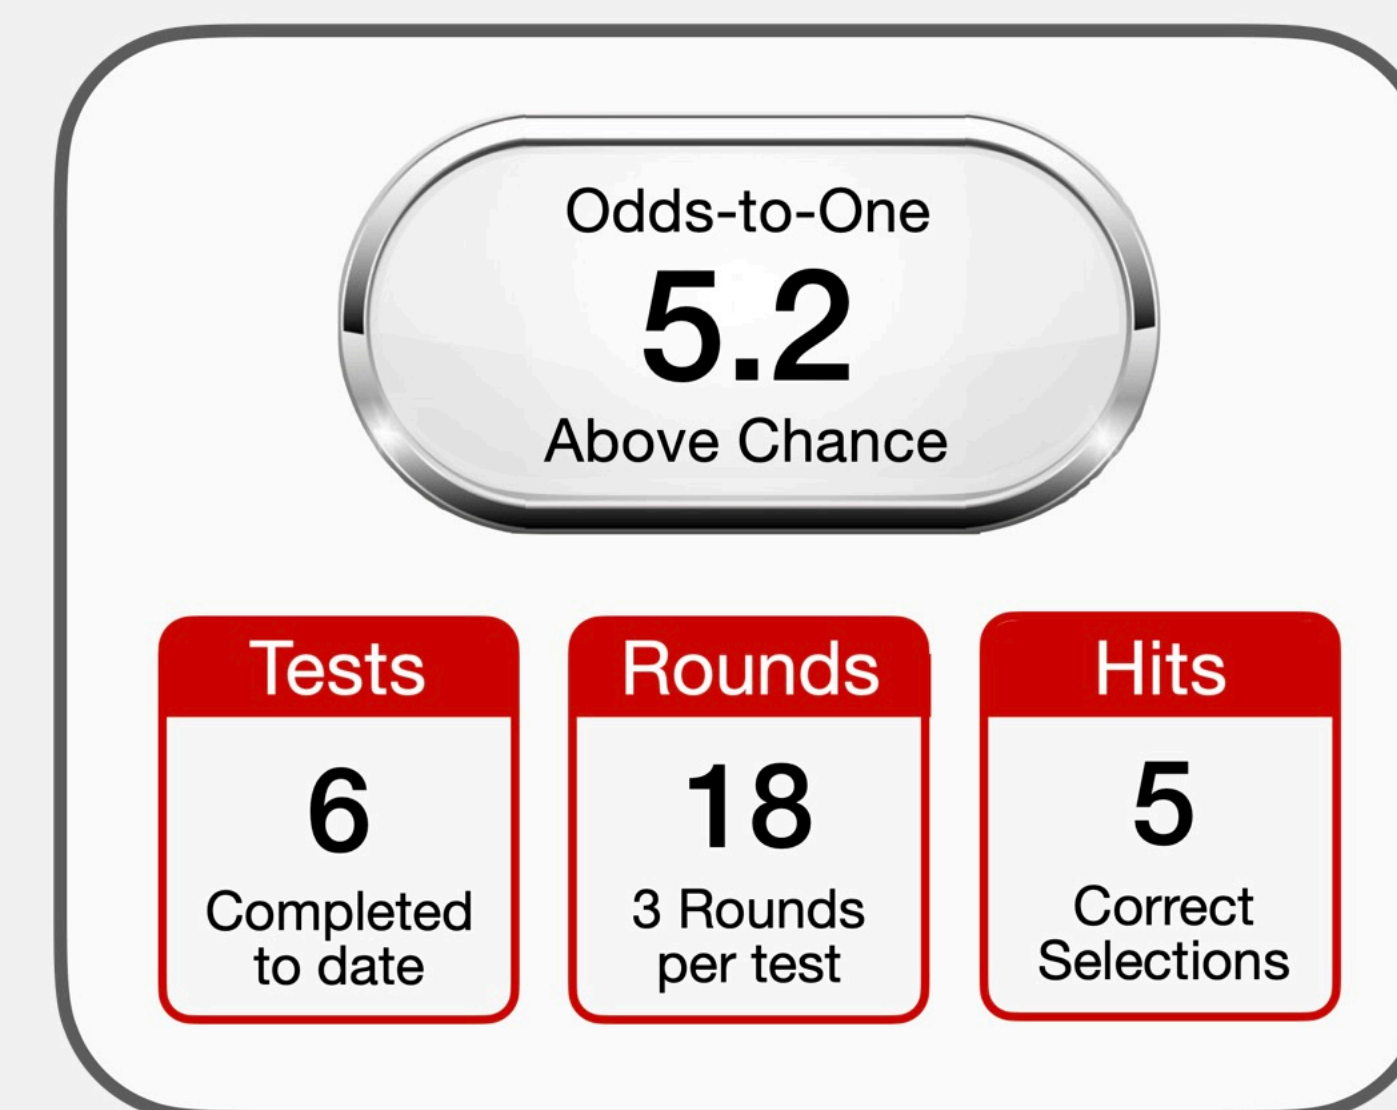 Odds-to-One
5.2
Above Chance
Tests
6
Completed
to date
Rounds
18
3 Rounds
per test
Hits
5
Correct
Selections